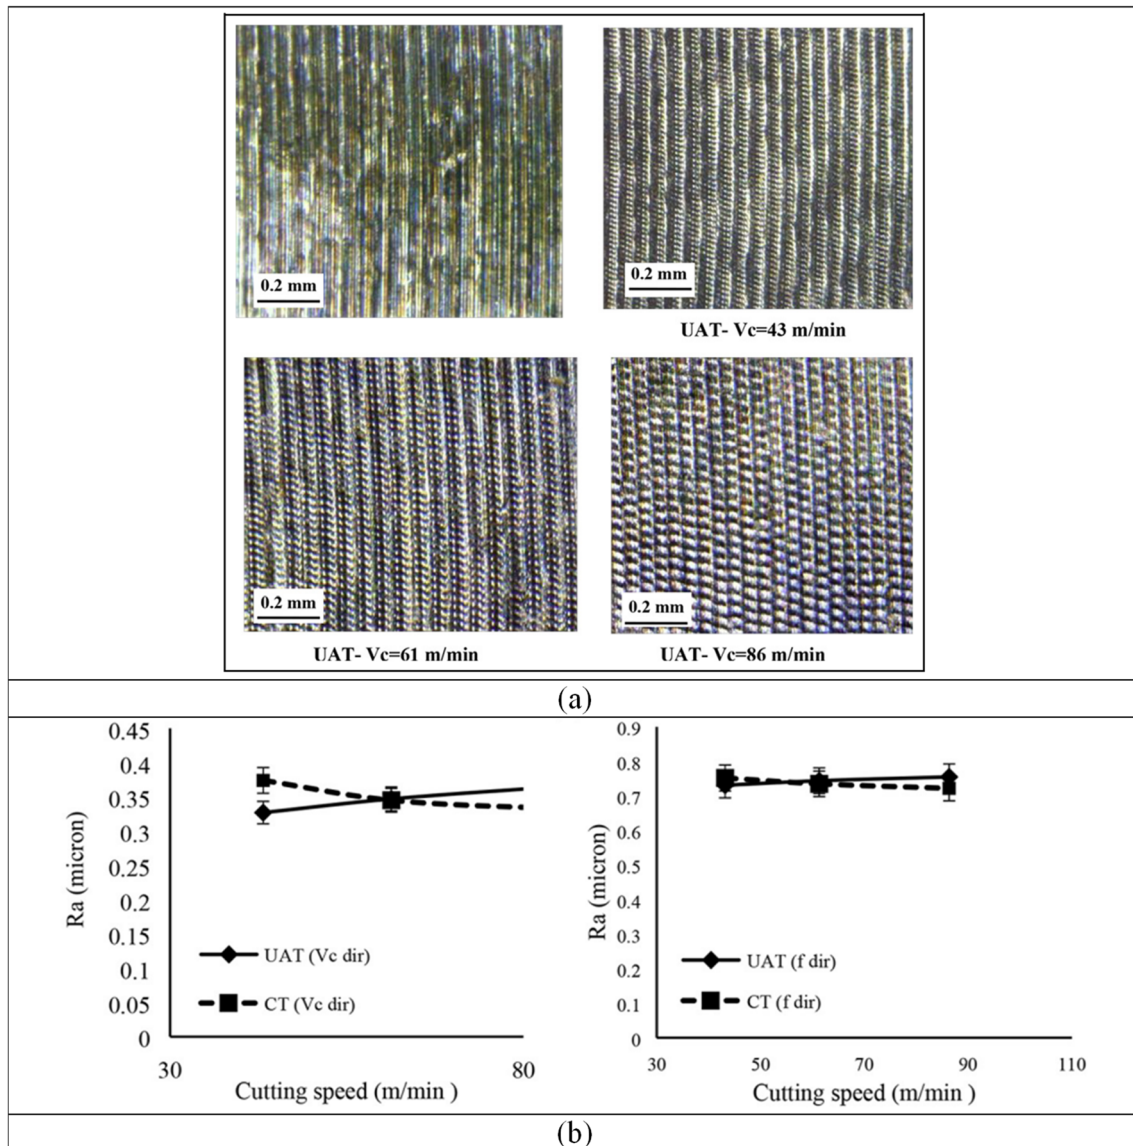 0.2 mm
0.2 mm
UAT- Vc=43 m/min
0.2 mm
0.2 mm
UAT- Vc=61 m/min
UAT- Vc=86 m/min
(a)
0.45
0.4
0.35
0.3
0.25
0.2
0.15
0.1
0.05
0
Ra (micron)
UAT (Vc dir)
CT (Vc dir)
30
80
Cutting speed (m/min )
0.9
0.8
0.7
0.6
0.5
0.4
0.3
0.2
0.1
0
Ra (micron)
UAT (f dir)
CT (f dir)
30
50
70
90
110
Cutting speed (m/min )
(b)